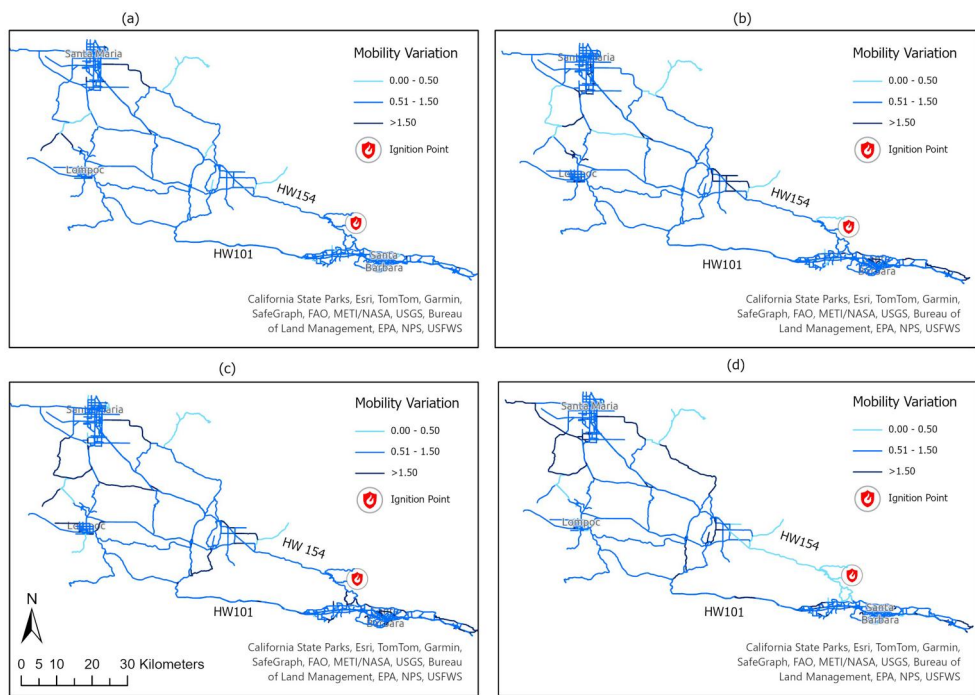 (a)
Santa Maria
Mobility Variation
0.00 - 0.50
0.51 - 1.50
>1.50
Ignition Point
Lompoc
HW154
HW101
Santa
Barbara
California State Parks, Esri, TomTom, Garmin,
SafeGraph, FAO, METI/NASA, USGS, Bureau
of Land Management, EPA, NPS, USFWS
(b)
Santa Maria
Mobility Variation
0.00 - 0.50
0.51 - 1.50
>1.50
Ignition Point
Lompoc
HW154
HW101
Santa
Barbara
California State Parks, Esri, TomTom, Garmin,
SafeGraph, FAO, METI/NASA, USGS, Bureau of
Land Management, EPA, NPS, USFWS
(c)
Santa Maria
Mobility Variation
0.00 - 0.50
0.51 - 1.50
>1.50
Ignition Point
Lompoc
HW 154
HW101
Santa
Barbara
N
0 5 10 20 30 Kilometers
California State Parks, Esri, TomTom, Garmin,
SafeGraph, FAO, METI/NASA, USGS, Bureau
of Land Management, EPA, NPS, USFWS
(d)
Santa Maria
Mobility Variation
0.00 - 0.50
0.51 - 1.50
>1.50
Ignition Point
Lompoc
HW154
HW101
Santa
Barbara
California State Parks, Esri, TomTom, Garmin,
SafeGraph, FAO, METI/NASA, USGS, Bureau of
Land Management, EPA, NPS, USFWS